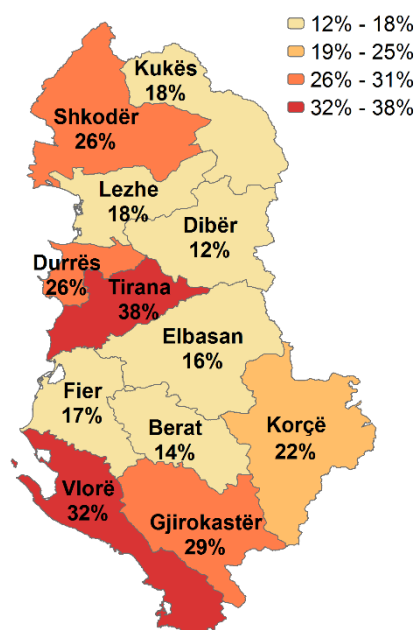 12% - 18%
19% - 25%
26% - 31%
32% - 38%
Kukës
18%
Shkodër
26%
Lezhe
18%
Dibër
12%
Durrës
26%
Tirana
38%
Elbasan
16%
Fier
17%
Berat
14%
Korçë
22%
Vlorë
32%
Gjirokastër
29%